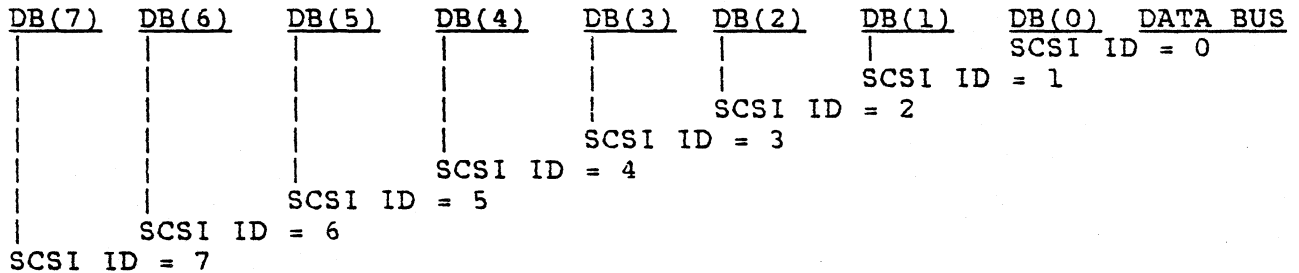 DB(7) DB(6) DB(5) DB(4) DB(3) DB(2) DB(1) DB(0) DATA BUS
SCSI ID = 0
SCSI ID = 1
SCSI ID = 2
SCSI ID = 3
SCSI ID = 4
SCSI ID = 5
SCSI ID = 6
SCSI ID = 7